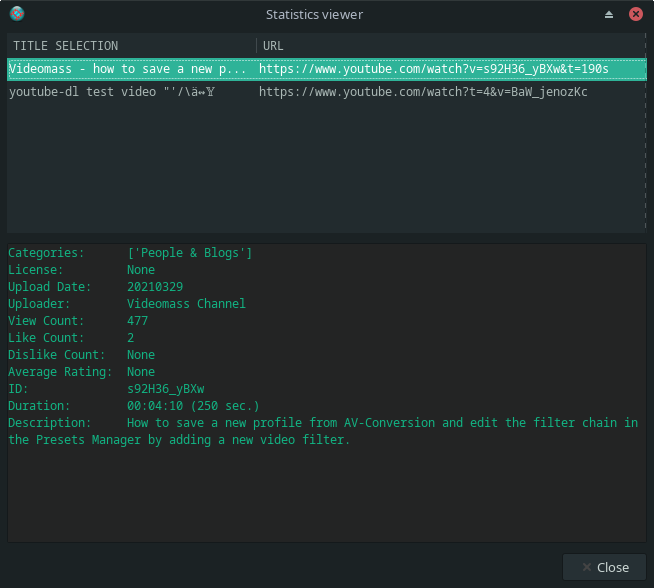 Statistics viewer
TITLE SELECTION URL
Videomass - how to save a new p... https://www.youtube.com/watch?v=s92H36_yBXw&t=190s
youtube-dl test video "'/\ä↭𝕐 https://www.youtube.com/watch?t=4&v=BaW_jenozKc
Categories: ['People & Blogs']
License: None
Upload Date: 20210329
Uploader: Videomass Channel
View Count: 477
Like Count: 2
Dislike Count: None
Average Rating: None
ID: s92H36_yBXw
Duration: 00:04:10 (250 sec.)
Description: How to save a new profile from AV-Conversion and edit the filter chain in
the Presets Manager by adding a new video filter.
Close